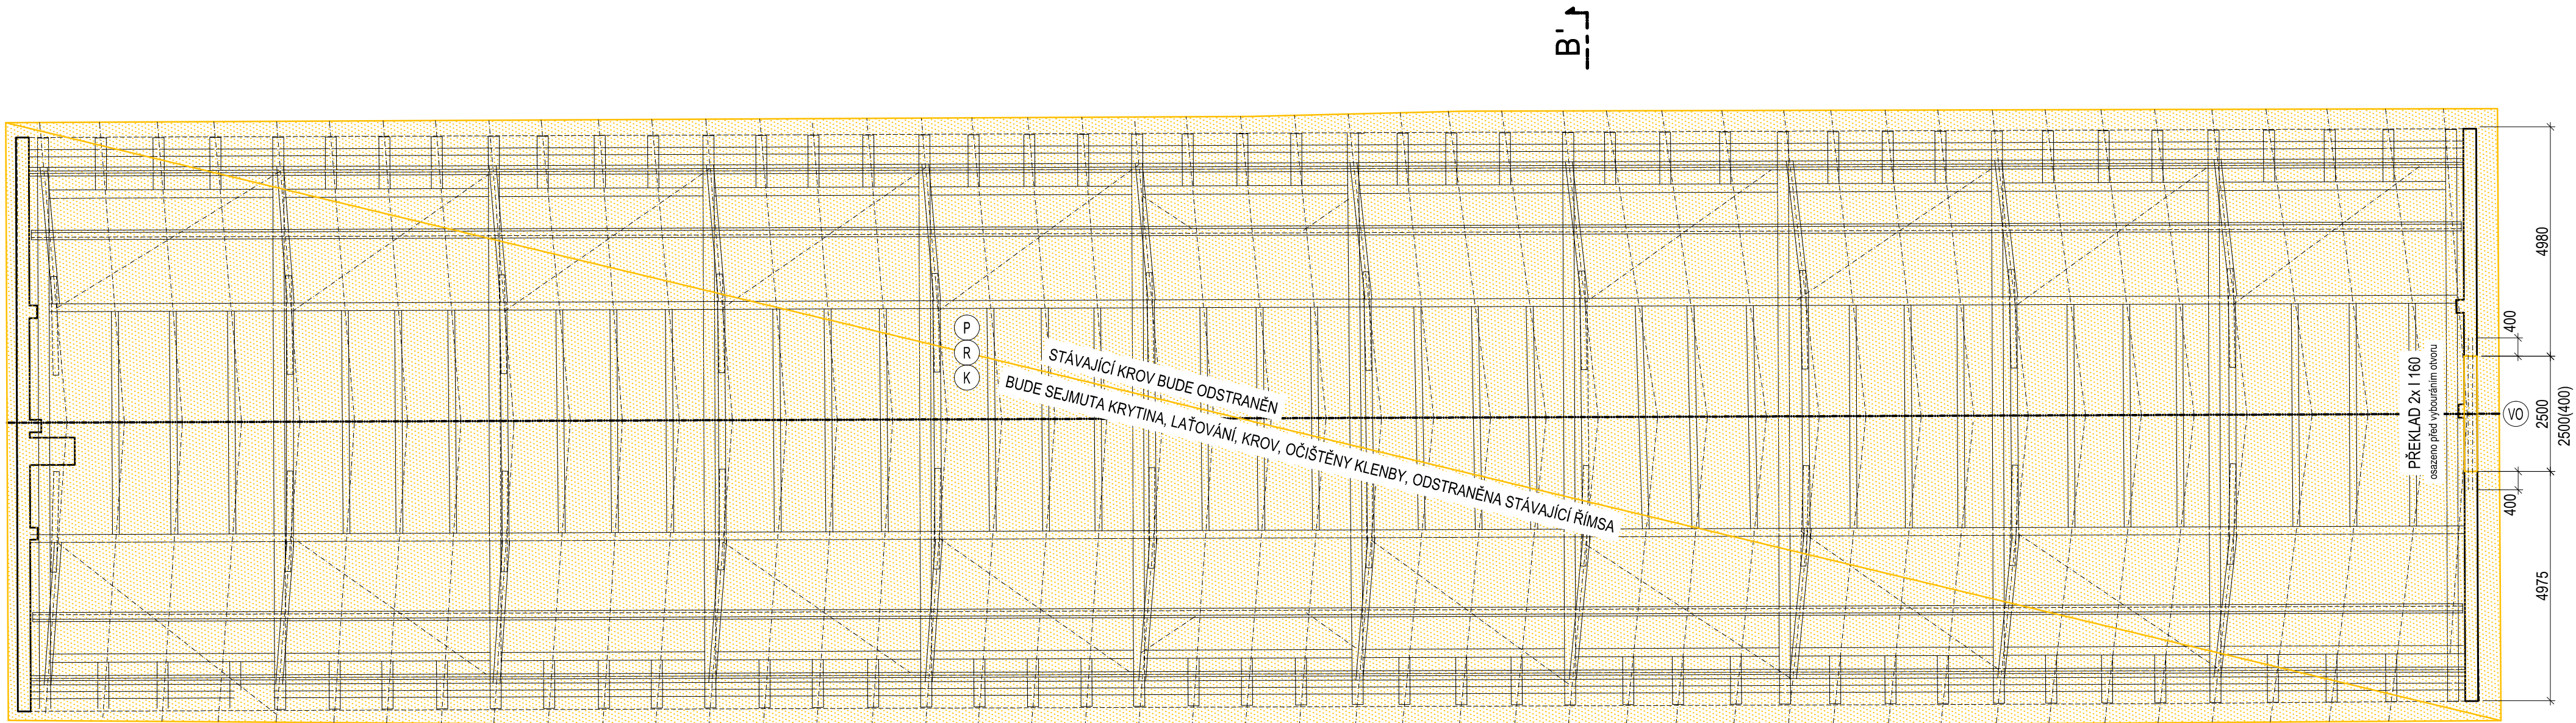 B'
P
R
K
STÁVAJÍCÍ KROV BUDE ODSTRANĚN
BUDE SEJMUTA KRYTINA, LAŤOVÁNÍ, KROV, OČIŠTĚNY KLENBY, ODSTRANĚNA STÁVAJÍCÍ ŘÍMSA
PŘEKLAD 2x I 160
osazeno před vybouráním otvoru
400
400
VO
4980
2500
2500(400)
4975